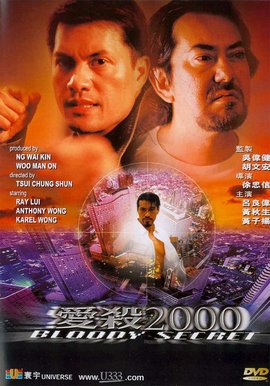 produced by
NG WAI KIN
WOO MAN ON
directed by
TSUI CHUNG SHUN
starring
RAY LUI
ANTHONY WONG
KAREL WONG
監製
吳偉健
胡文安
導演
徐忠信
主演
呂良偉
黃秋生
黃子揚
愛殺2000
BLOODY SECRET
寰宇 UNIVERSE
www.U333.com
DVD